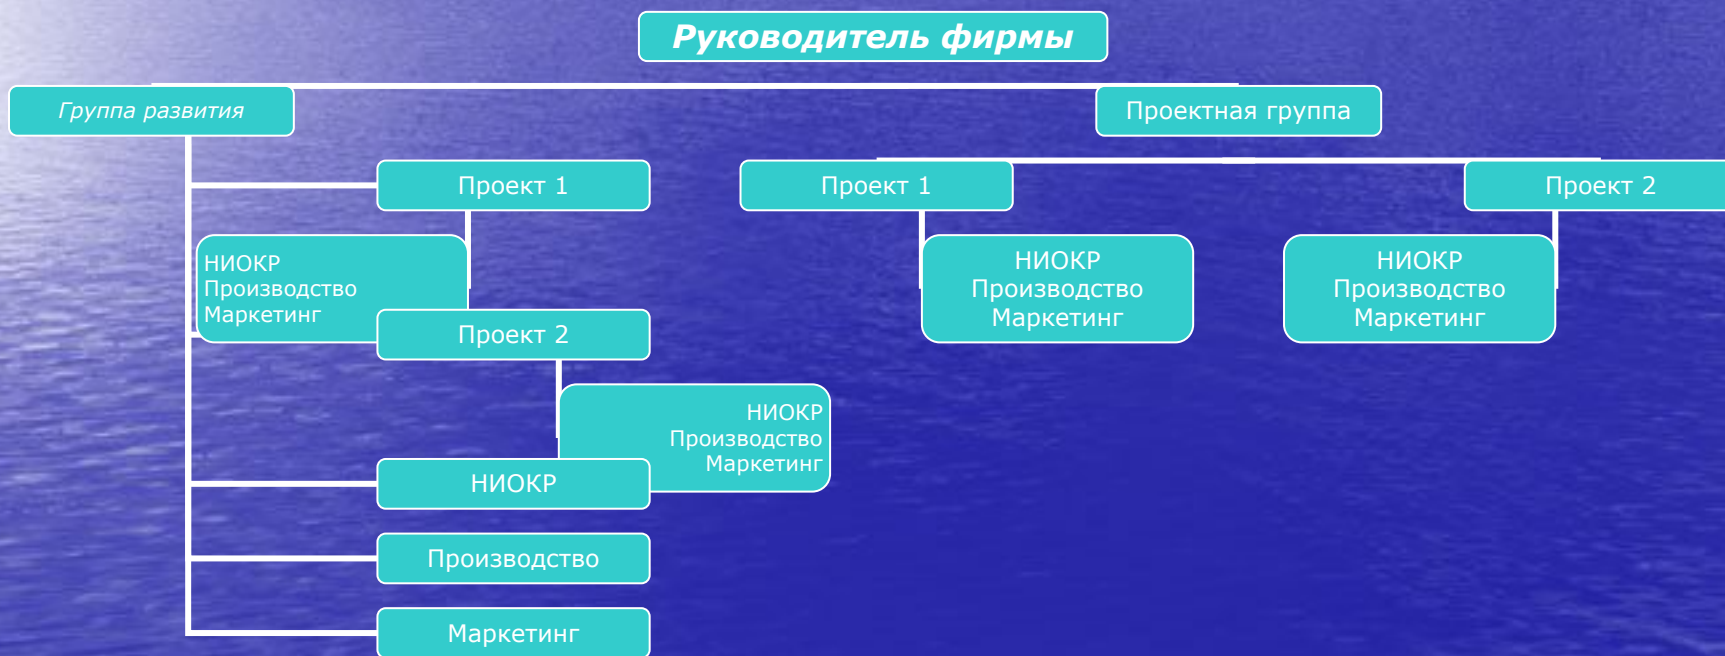 Руководитель фирмы
Группа развития
Проектная группа
Проект 1
Проект 1
Проект 2
НИОКР
Производство
Маркетинг
НИОКР
Производство
Маркетинг
НИОКР
Производство
Маркетинг
Проект 2
НИОКР
Производство
Маркетинг
НИОКР
Производство
Маркетинг